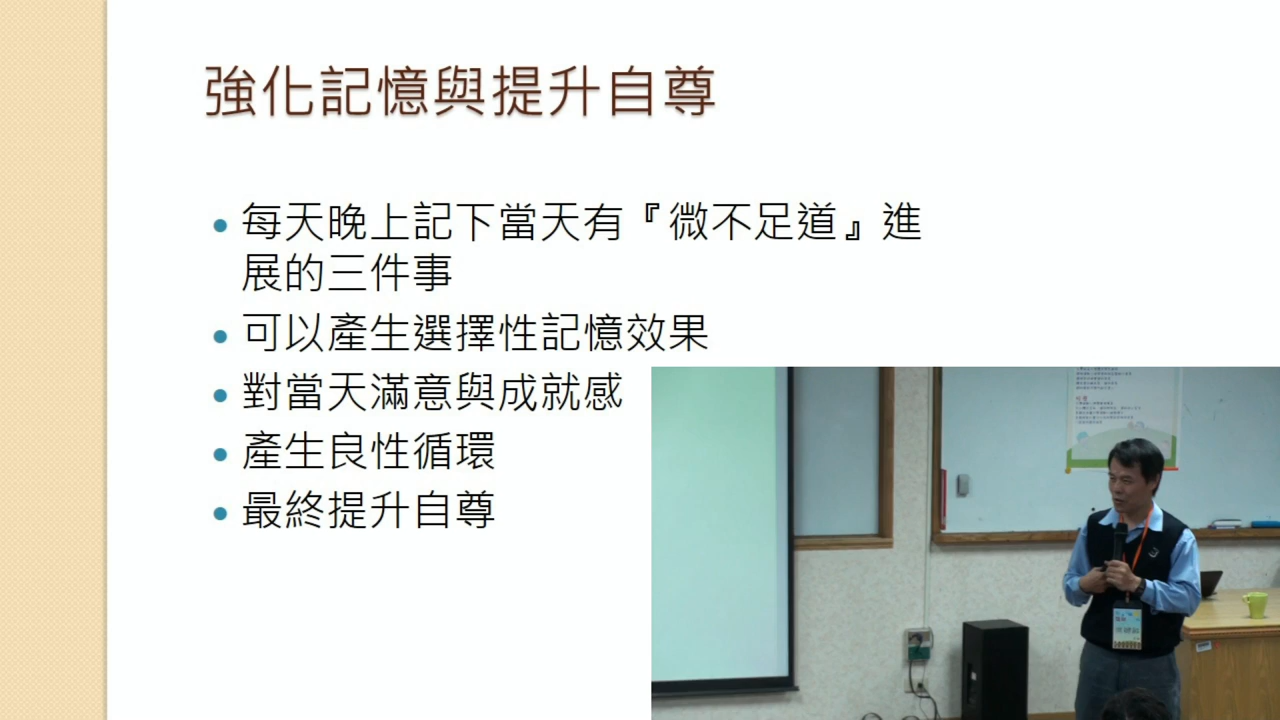 強化記憶與提升自尊
每天晚上記下當天有『微不足道』進
展的三件事
可以產生選擇性記憶效果
對當天滿意與成就感
產生良性循環
最終提升自尊